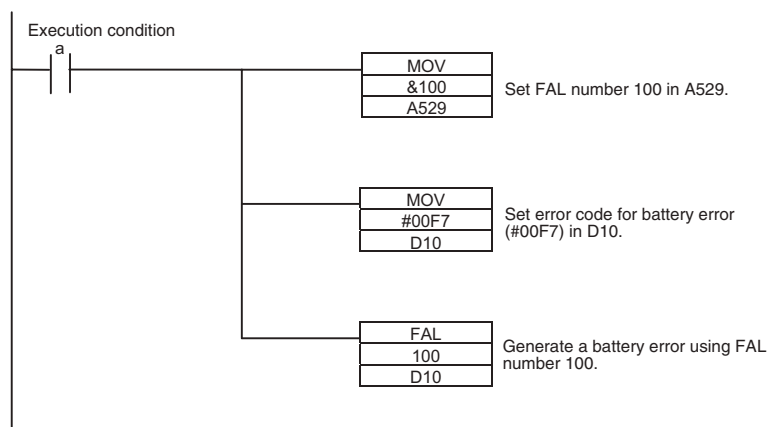 Execution condition
a
MOV
&100
A529
Set FAL number 100 in A529.
MOV
#00F7
D10
Set error code for battery error
(#00F7) in D10.
FAL
100
D10
Generate a battery error using FAL
number 100.